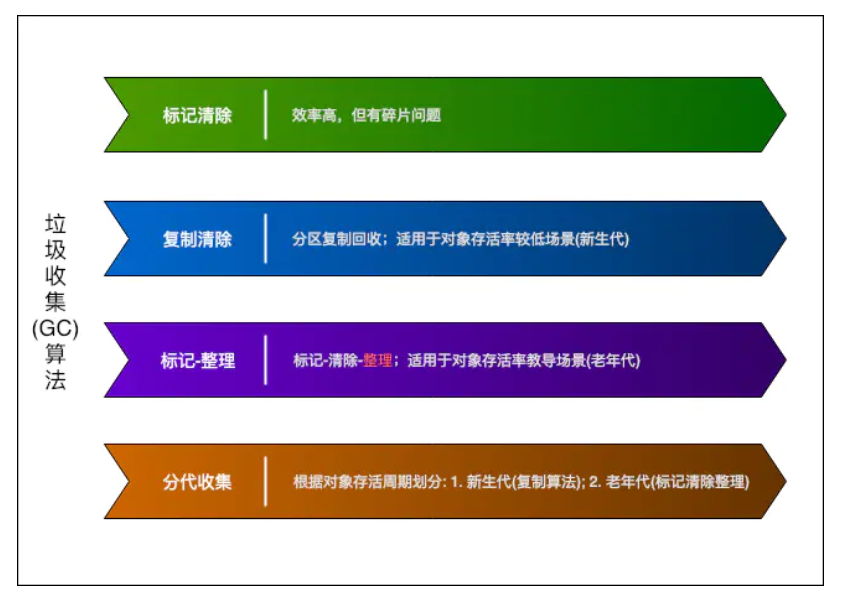 垃圾收集(GC)算法
标记清除
效率高，但有碎片问题
复制清除
分区复制回收；适用于对象存活率较低场景(新生代)
标记-整理
标记-清除-整理；适用于对象存活率教导场景(老年代)
分代收集
根据对象存活周期划分: 1. 新生代(复制算法); 2. 老年代(标记清除整理)